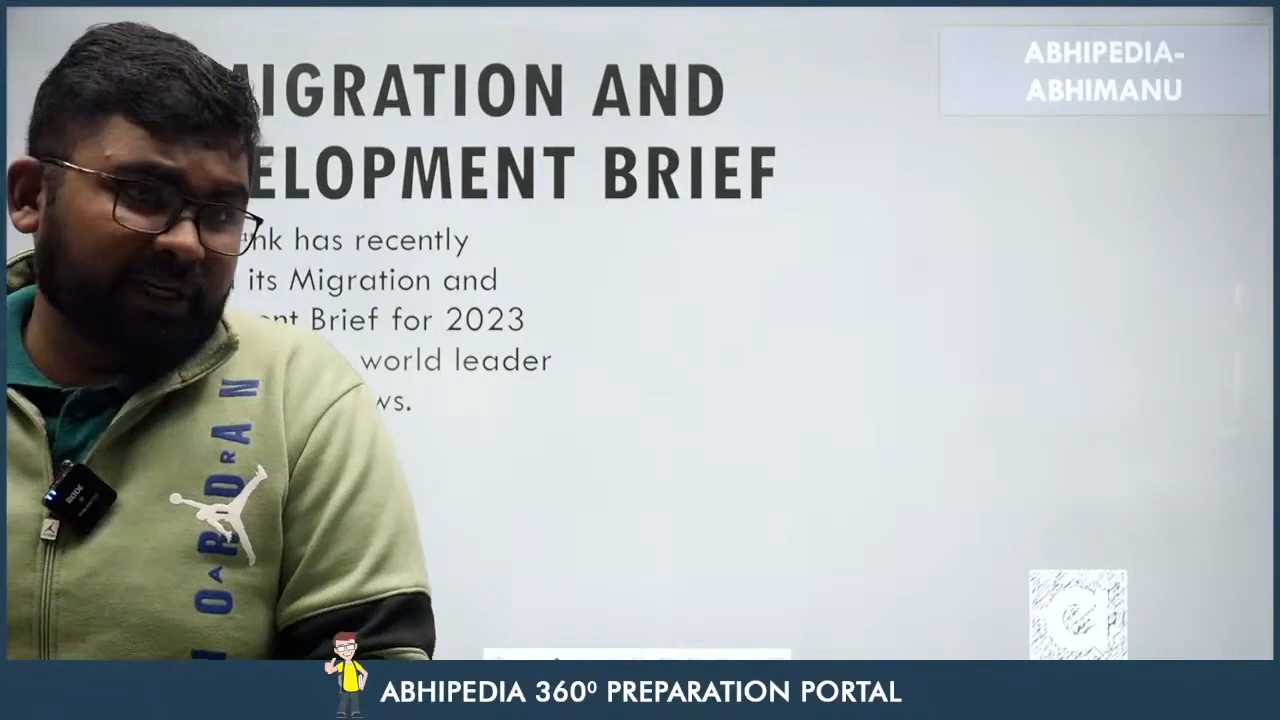 MIGRATION AND
ELOPMENT BRIEF
nk has recently
its Migration and
ent Brief for 2023
world leader
ws.
ABHIPEDIA-
ABHIMANU
JORDAN
ABHIPEDIA 360⁰ PREPARATION PORTAL